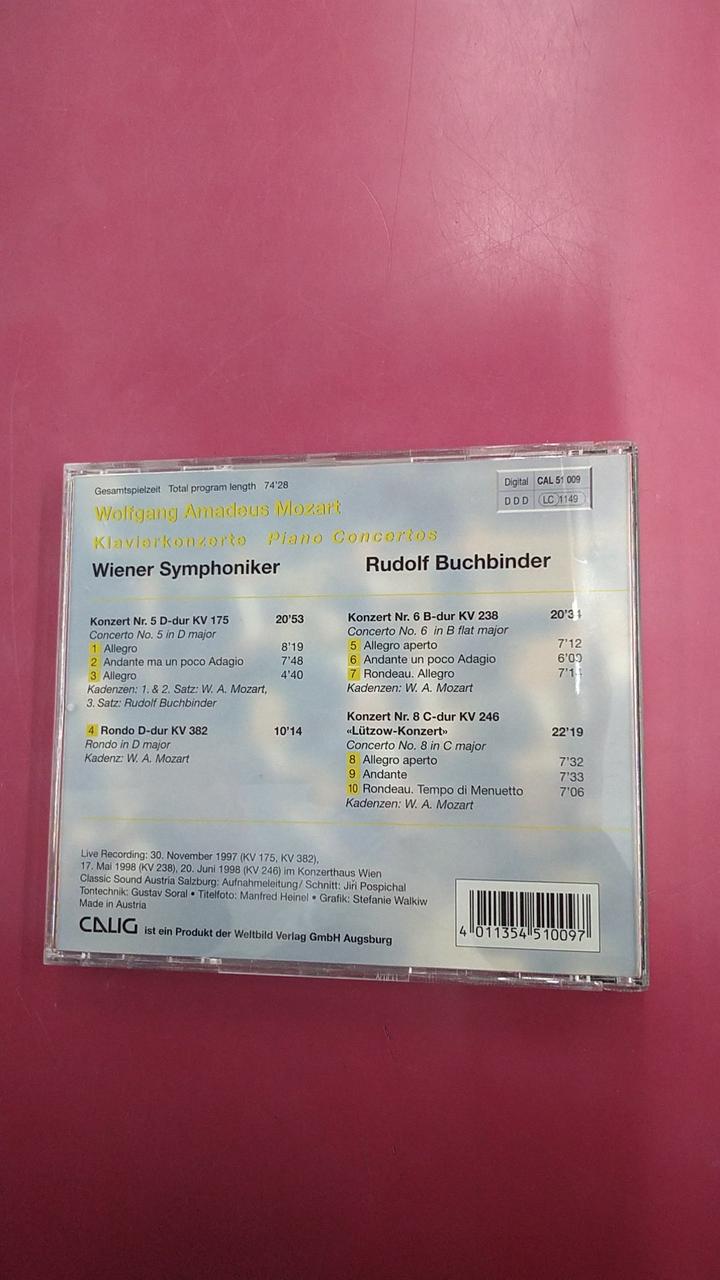 Gesamtspielzeit Total program length 74'28
Digital CAL 51 009
D D D LC 1149
Wolfgang Amadeus Mozart
Klavierkonzerte Piano Concertos
Wiener Symphoniker Rudolf Buchbinder
Konzert Nr. 5 D-dur KV 175 20'53
Concerto No. 5 in D major
1 Allegro 8'19
2 Andante ma un poco Adagio 7'48
3 Allegro 4'40
Kadenzen: 1. & 2. Satz: W. A. Mozart,
3. Satz: Rudolf Buchbinder
4 Rondo D-dur KV 382 10'14
Rondo in D major
Kadenz: W. A. Mozart
Konzert Nr. 6 B-dur KV 238 20'34
Concerto No. 6 in B flat major
5 Allegro aperto 7'12
6 Andante un poco Adagio 6'09
7 Rondeau. Allegro
Kadenzen: W. A. Mozart
Konzert Nr. 8 C-dur KV 246
«Lützow-Konzert» 22'19
Concerto No. 8 in C major
8 Allegro aperto 7'32
9 Andante 7'33
10 Rondeau. Tempo di Menuetto 7'06
Kadenzen: W. A. Mozart
Live Recording: 30. November 1997 (KV 175, KV 382),
17. Mai 1998 (KV 238), 20. Juni 1998 (KV 246) im Konzerthaus Wien
Classic Sound Austria Salzburg: Aufnahmeleitung/ Schnitt: Jiří Pospichal
Tontechnik: Gustav Soral • Titelfoto: Manfred Heinel • Grafik: Stefanie Walkiw
Made in Austria
CALIG ist ein Produkt der Weltbild Verlag GmbH Augsburg
4 011354 510097